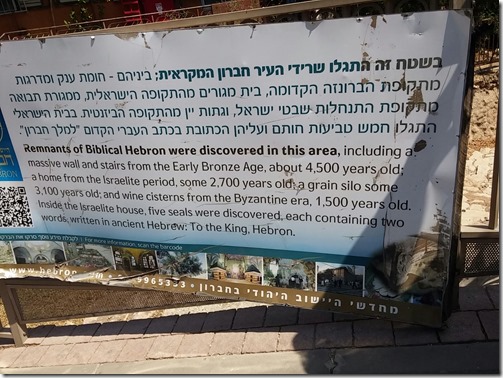 בשטח זה התגלו שרידי העיר חברון המקראית; ביניהם - חומת ענק ומדרגות
מתקופת הברונזה הקדומה, בית מגורים מהתקופה הישראלית, ממגורת תבואה
מתקופת התנחלות שבטי ישראל, וגתות יין מהתקופה הביזנטית. בבית הישראלי
התגלו חמש טביעות חותם ועליהן הכתובת בכתב העברי הקדום "למלך חברון".
Remnants of Biblical Hebron were discovered in this area, including a
massive wall and stairs from the Early Bronze Age, about 4,500 years old;
a home from the Israelite period, some 2,700 years old; a grain silo some
3,100 years old; and wine cisterns from the Byzantine era, 1,500 years old.
Inside the Israelite house, five seals were discovered, each containing two
words, written in ancient Hebrew: To the King, Hebron.
For more information, scan the barcode
www.hebron
9965333
מחדשי היישוב היהודי בחברון